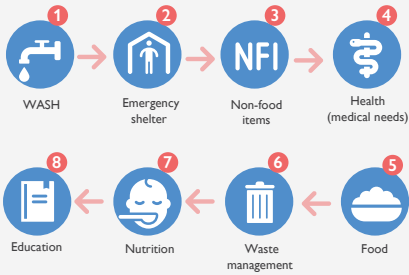 1
2
3
4
NFI
WASH
Emergency
shelter
Non-food
items
Health
(medical needs)
8
7
6
5
Education
Nutrition
Waste
management
Food